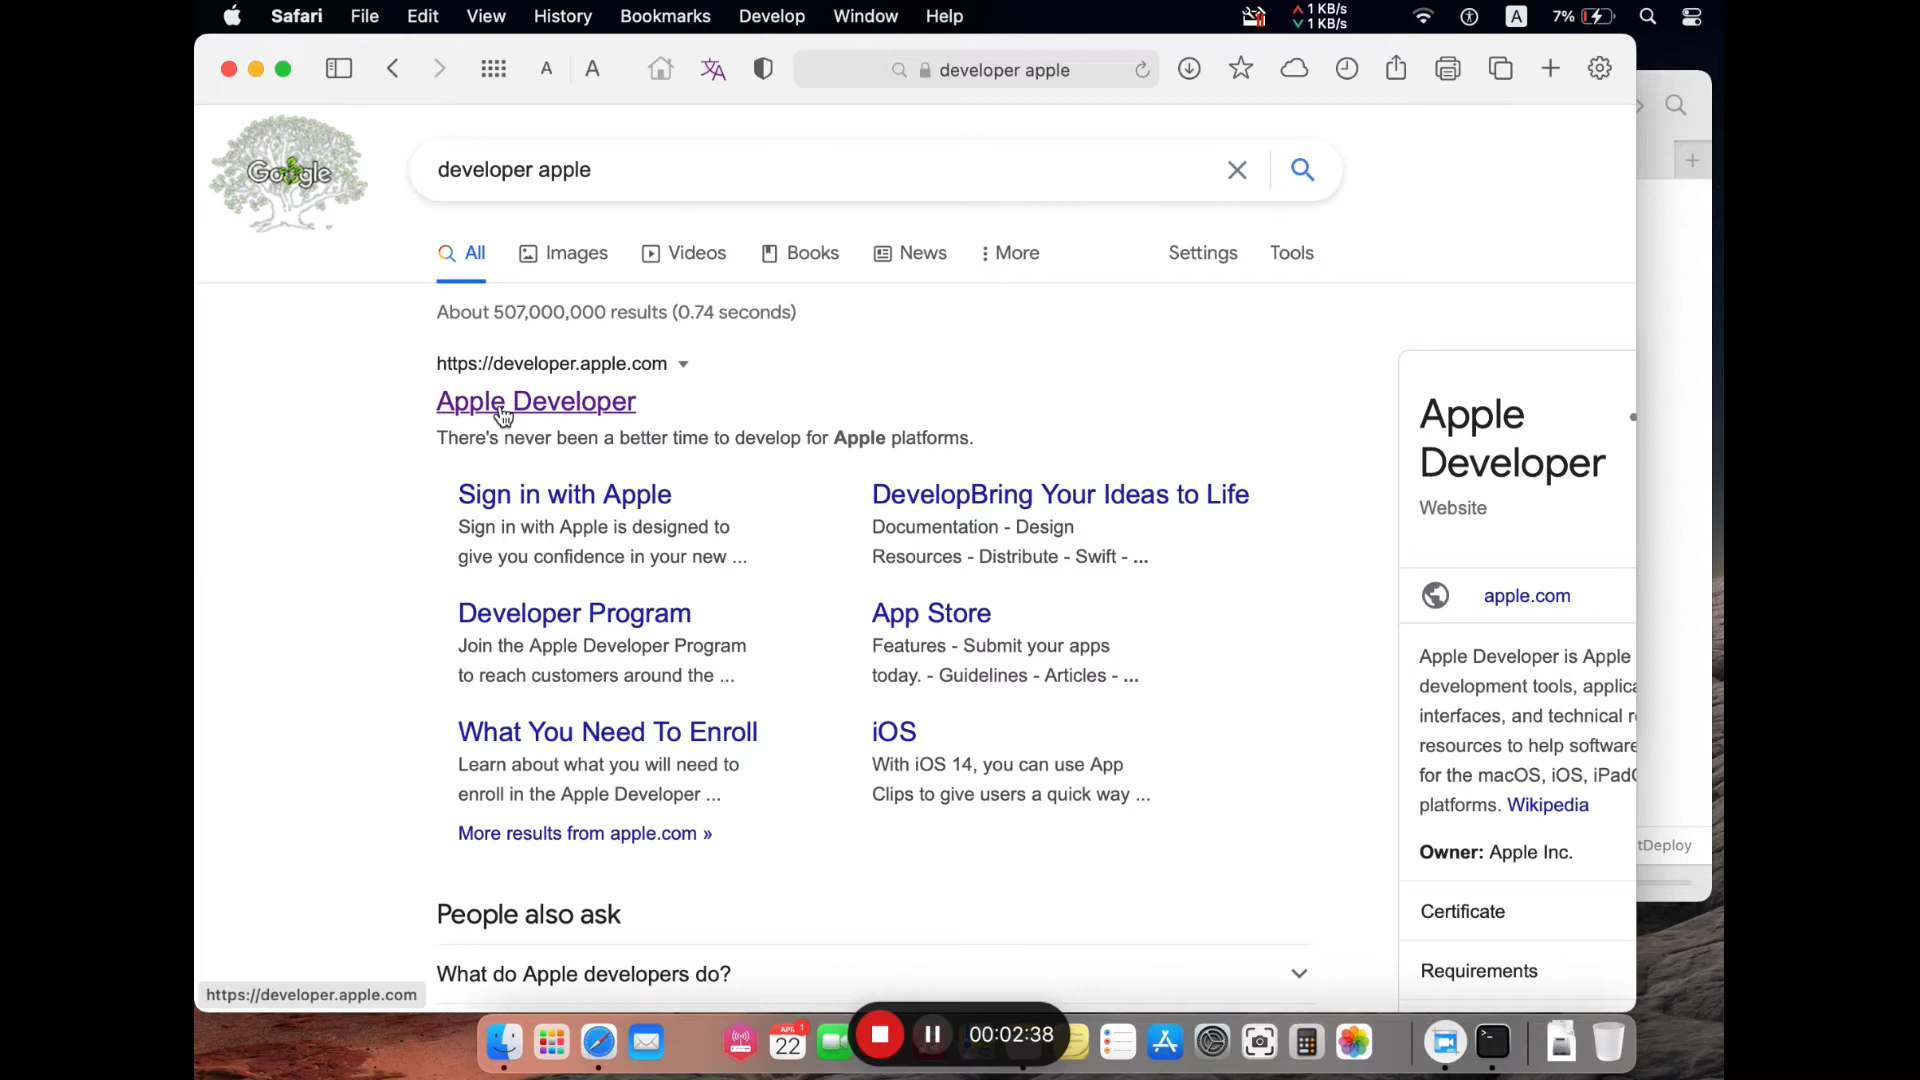 Safari File Edit View History Bookmarks Develop Window Help 1 KB/s 1 KB/s A 7%
A A developer apple
Google developer apple
All Images Videos Books News More Settings Tools
About 507,000,000 results (0.74 seconds)
https://developer.apple.com
Apple Developer
There's never been a better time to develop for Apple platforms.
Sign in with Apple
Sign in with Apple is designed to
give you confidence in your new ...
DevelopBring Your Ideas to Life
Documentation - Design
Resources - Distribute - Swift - ...
Developer Program
Join the Apple Developer Program
to reach customers around the ...
App Store
Features - Submit your apps
today. - Guidelines - Articles - ...
What You Need To Enroll
Learn about what you will need to
enroll in the Apple Developer ...
iOS
With iOS 14, you can use App
Clips to give users a quick way ...
More results from apple.com »
People also ask
What do Apple developers do?
Apple
Developer
Website
apple.com
Apple Developer is Apple
development tools, applica
interfaces, and technical r
resources to help software
for the macOS, iOS, iPad
platforms. Wikipedia
Owner: Apple Inc.
Certificate
Requirements
tDeploy
https://developer.apple.com
APR 1
22
00:02:38